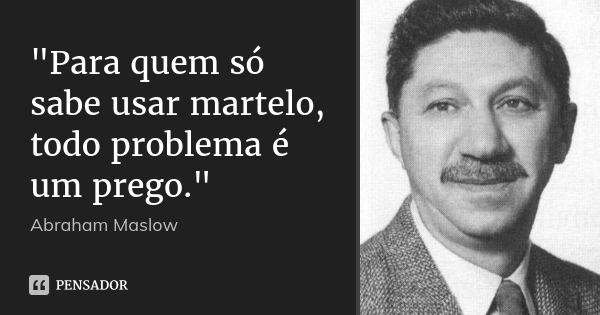 "Para quem só
sabe usar martelo,
todo problema é
um prego."
Abraham Maslow
PENSADOR